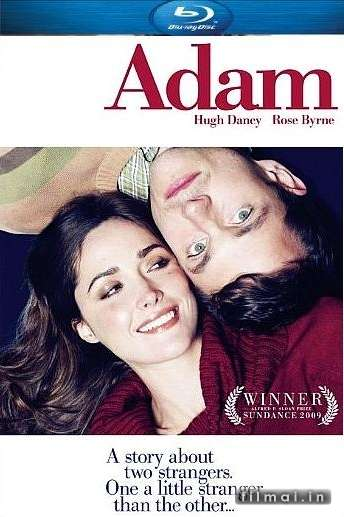 Blu-ray Disc
Adam
Hugh Dancy Rose Byrne
WINNER
ALFRED P. SLOAN PRIZE
SUNDANCE 2009
A story about
two strangers.
One a little stranger
than the other...
filmai.in